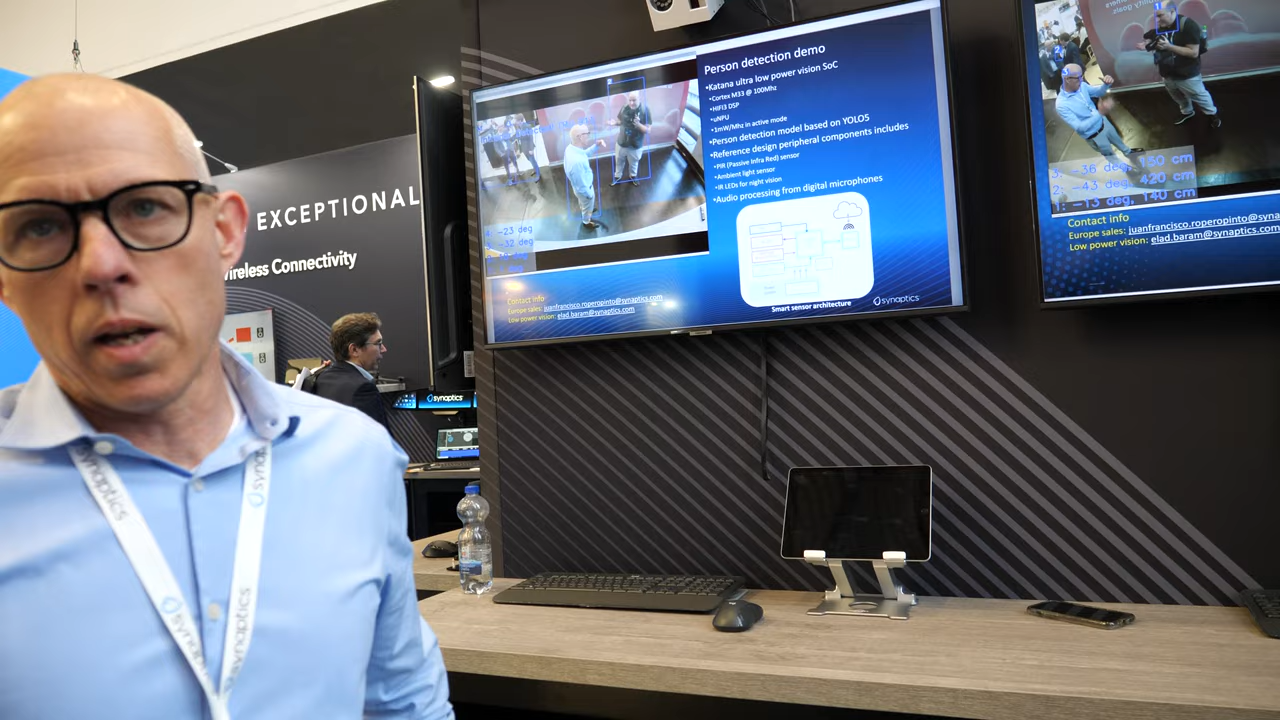 EXCEPTIONAL
Wireless Connectivity
synaptics
synaptics
synaptics
synaptics
Person detection demo
•Katana ultra low power vision SoC
•Cortex M33 @ 100Mhz
•HIFI3 DSP
•uNPU
•1mW/Mhz in active mode
•Person detection model based on YOLO5
•Reference design peripheral components includes
•PIR (Passive Infra Red) sensor
•Ambient light sensor
•IR LEDs for night vision
•Audio processing from digital microphones
-23 deg
-32 deg
Contact info
Europe sales: juanfrancisco.roperopinto@synaptics.com
Low power vision: elad.baram@synaptics.com
Smart sensor architecture
synaptics
3: -36 deg, 150 cm
2: -43 deg, 420 cm
1: -13 deg, 140 cm
Contact info
Europe sales: juanfrancisco.roperopinto@synaptics
Low power vision: elad.baram@synaptics.com